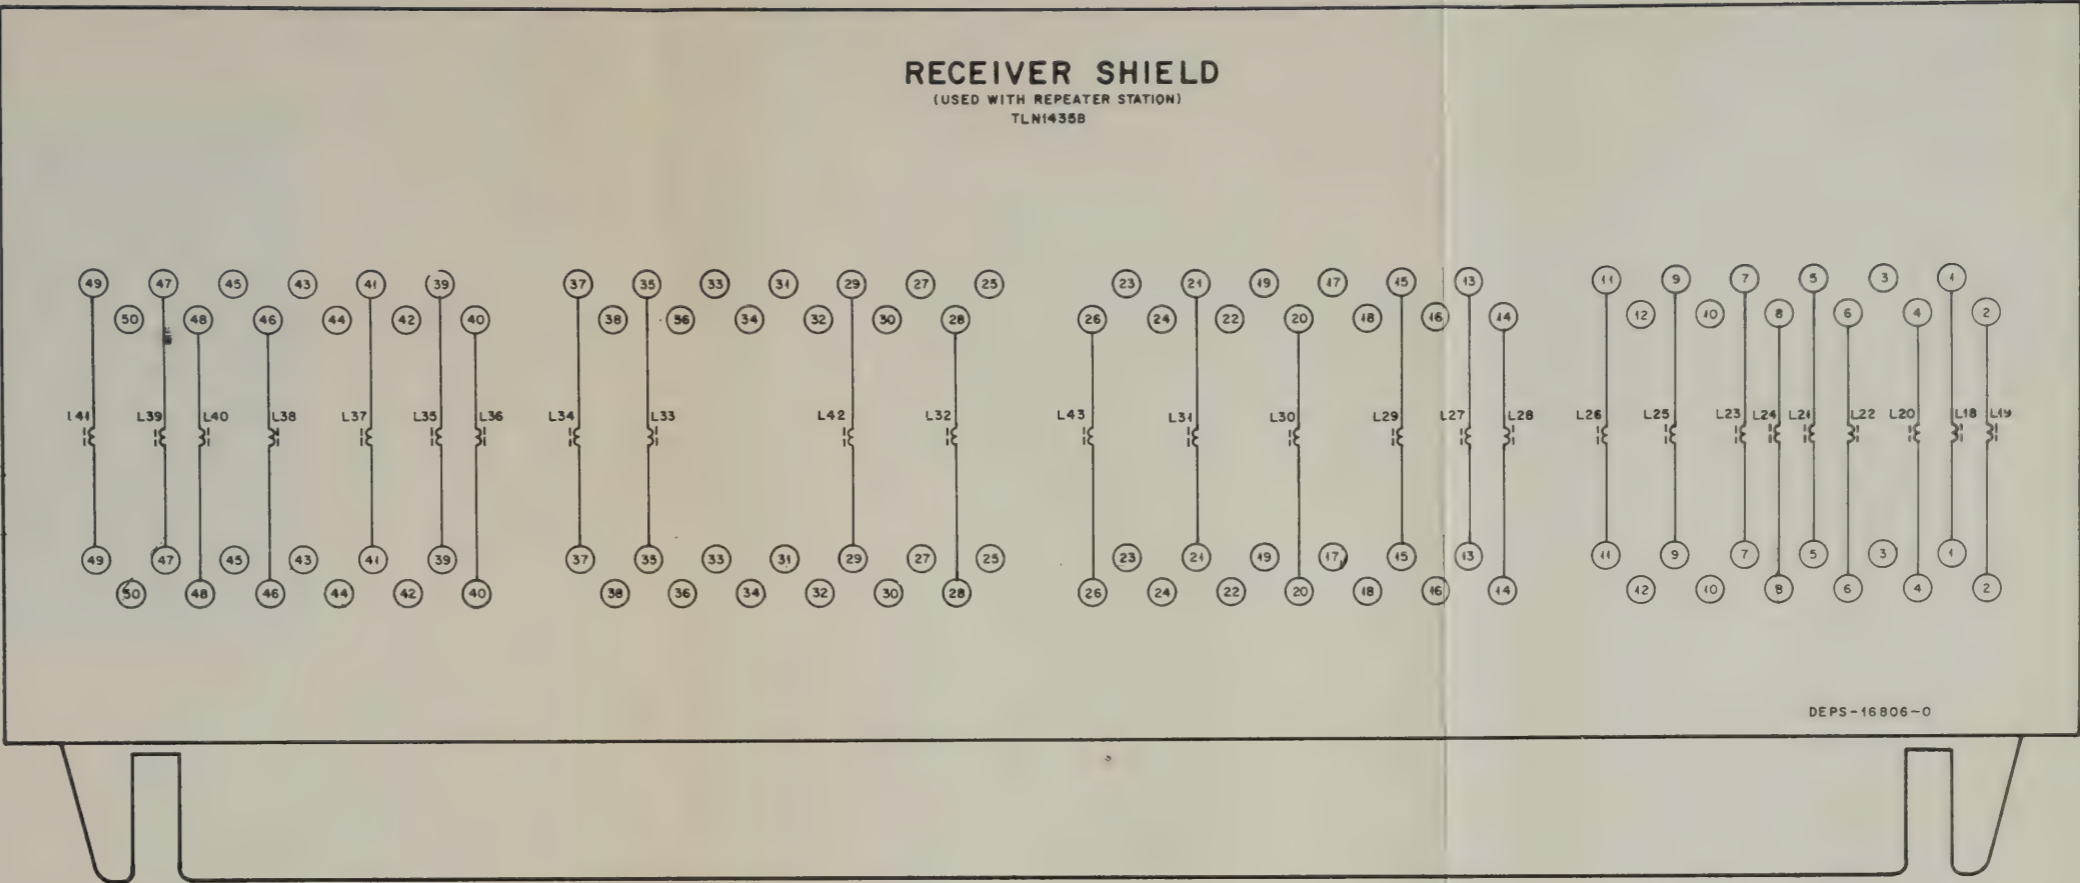 RECEIVER SHIELD
(USED WITH REPEATER STATION)
TLN1435B
49 47 45 43 41 39 37 35 33 31 29 27 25 23 21 19 17 15 13 11 9 7 5 3 1
50 48 46 44 42 40 38 36 34 32 30 28 26 24 22 20 18 16 14 12 10 8 6 4 2
L41 L39 L40 L38 L37 L35 L36 L34 L33 L42 L32 L43 L31 L30 L29 L27 L28 L26 L25 L23 L24 L21 L22 L20 L18 L19
49 47 45 43 41 39 37 35 33 31 29 27 25 23 21 19 17 15 13 11 9 7 5 3 1
50 48 46 44 42 40 38 36 34 32 30 28 26 24 22 20 18 16 14 12 10 8 6 4 2
DEPS-16806-0